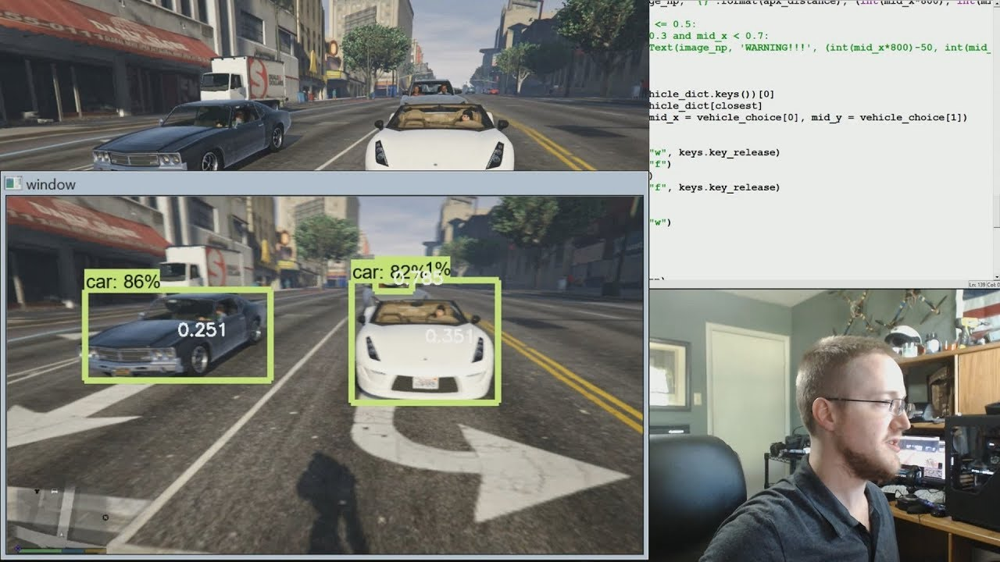 ge_np, '{}'.format(apx_distance), (int(mid_x*800), int(mi
<= 0.5:
0.3 and mid_x < 0.7:
Text(image_np, 'WARNING!!!', (int(mid_x*800)-50, int(mid_
hicle_dict.keys())[0]
hicle_dict[closest]
mid_x = vehicle_choice[0], mid_y = vehicle_choice[1])
"w", keys.key_release)
"f")
)
"f", keys.key_release)
"w")
window
car: 86%
car: 82%
1%
0.785
0.251
0.351